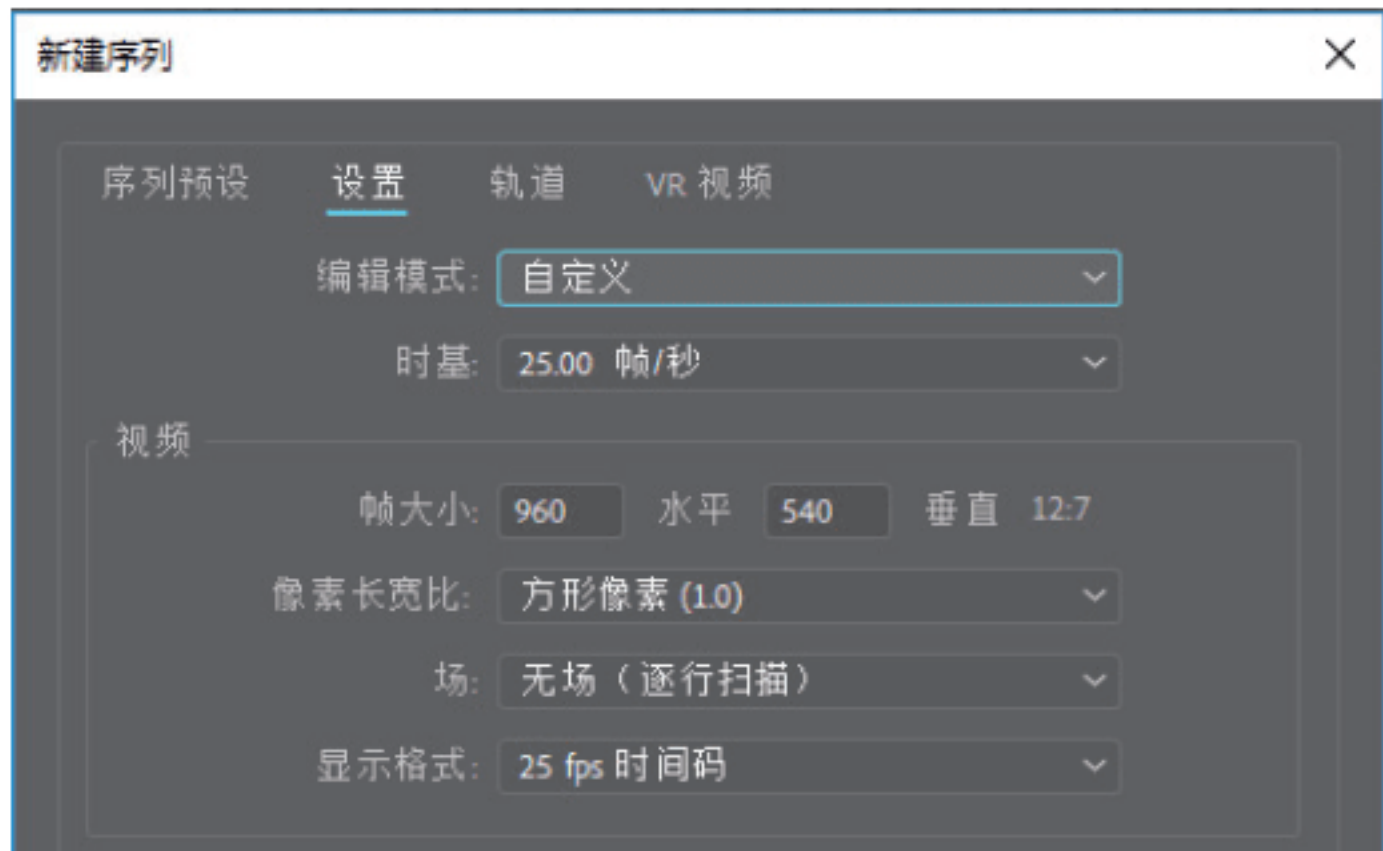 新建序列
序列预设 设置 轨道 VR 视频
编辑模式: 自定义
时基: 25.00 帧/秒
视频
帧大小: 960 水平 540 垂直 12:7
像素长宽比: 方形像素 (1.0)
场: 无场（逐行扫描）
显示格式: 25 fps 时间码